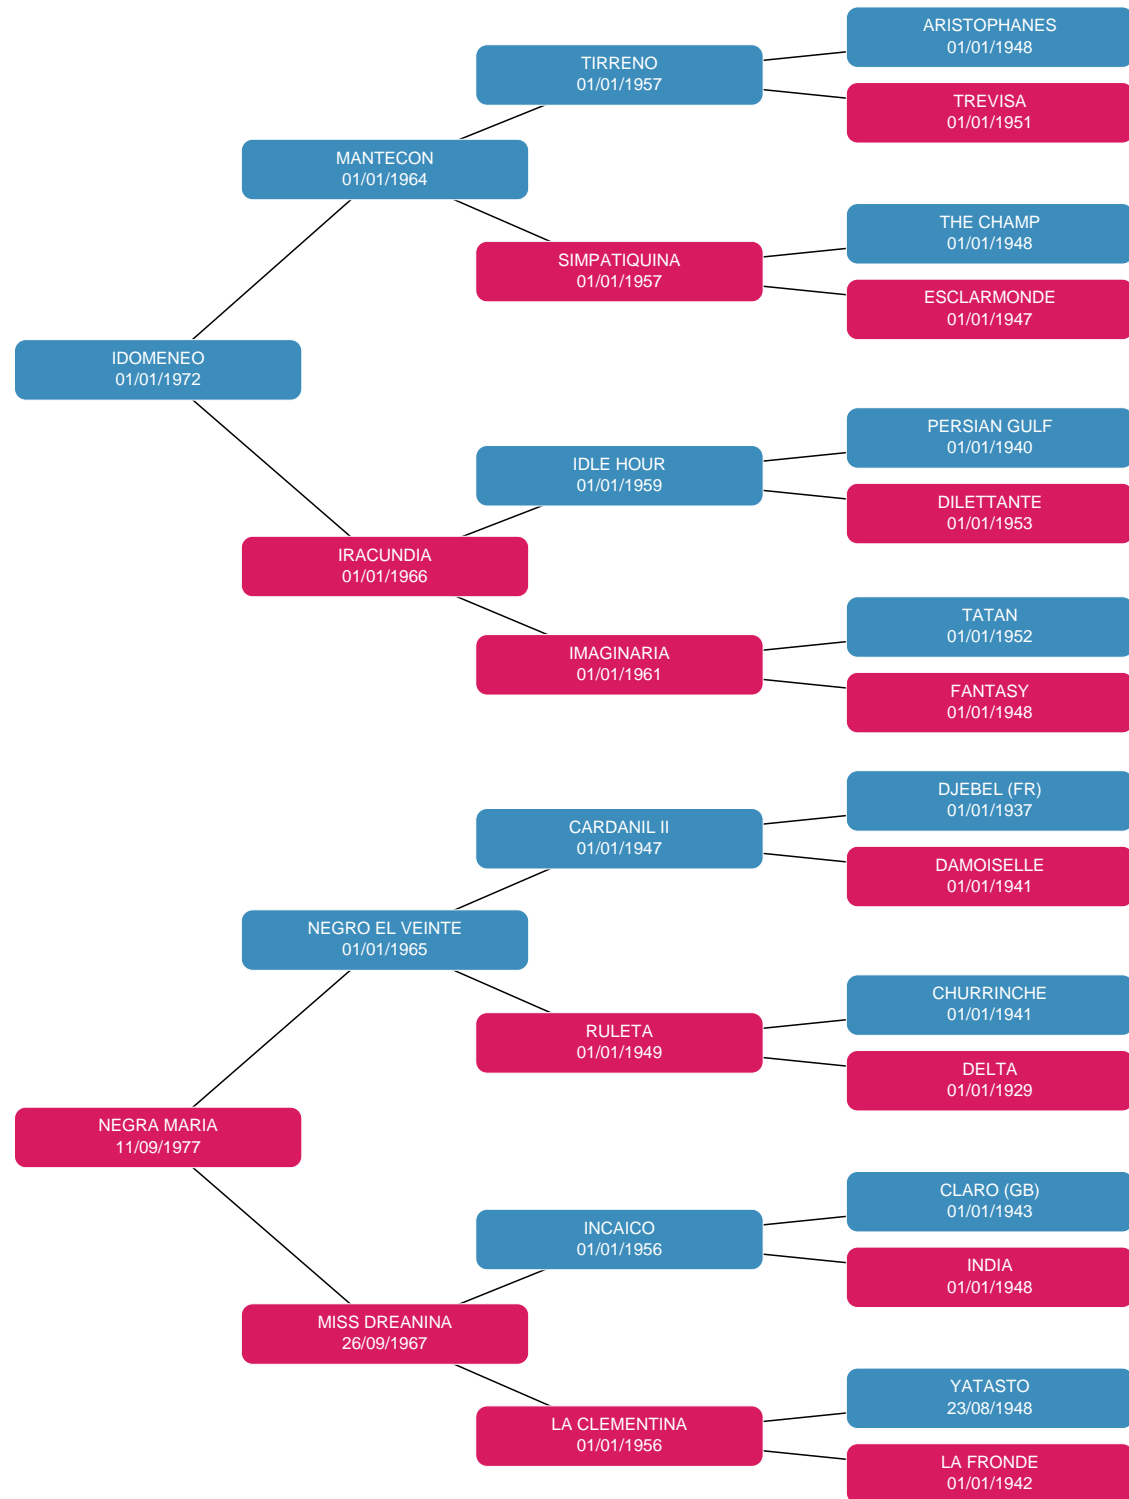 ARISTOPHANES
01/01/1948
TIRRENO
01/01/1957
TREVISA
01/01/1951
MANTECON
01/01/1964
THE CHAMP
01/01/1948
SIMPATIQUINA
01/01/1957
ESCLARMONDE
01/01/1947
IDOMENEO
01/01/1972
PERSIAN GULF
01/01/1940
IDLE HOUR
01/01/1959
DILETTANTE
01/01/1953
IRACUNDIA
01/01/1966
TATAN
01/01/1952
IMAGINARIA
01/01/1961
FANTASY
01/01/1948
DJEBEL (FR)
01/01/1937
CARDANIL II
01/01/1947
DAMOISELLE
01/01/1941
NEGRO EL VEINTE
01/01/1965
CHURRINCHE
01/01/1941
RULETA
01/01/1949
DELTA
01/01/1929
NEGRA MARIA
11/09/1977
CLARO (GB)
01/01/1943
INCAICO
01/01/1956
INDIA
01/01/1948
MISS DREANINA
26/09/1967
YATASTO
23/08/1948
LA CLEMENTINA
01/01/1956
LA FRONDE
01/01/1942